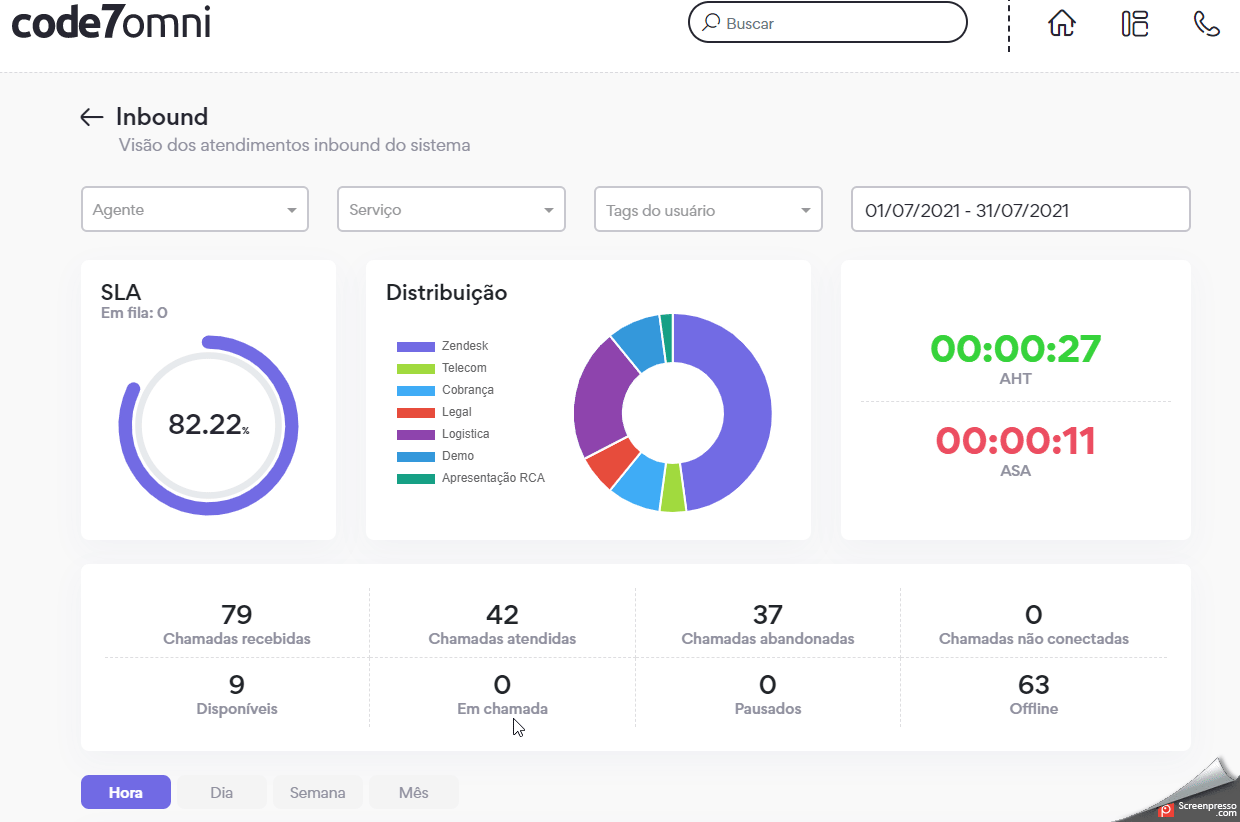 code7omni
Buscar
Inbound
Visão dos atendimentos inbound do sistema
Agente
Serviço
Tags do usuário
01/07/2021 - 31/07/2021
SLA
Em fila: 0
82.22%
Distribuição
Zendesk
Telecom
Cobrança
Legal
Logistica
Demo
Apresentação RCA
00:00:27
AHT
00:00:11
ASA
79
Chamadas recebidas
42
Chamadas atendidas
37
Chamadas abandonadas
0
Chamadas não conectadas
9
Disponíveis
0
Em chamada
0
Pausados
63
Offline
Hora
Dia
Semana
Mês
Screenpresso
.com